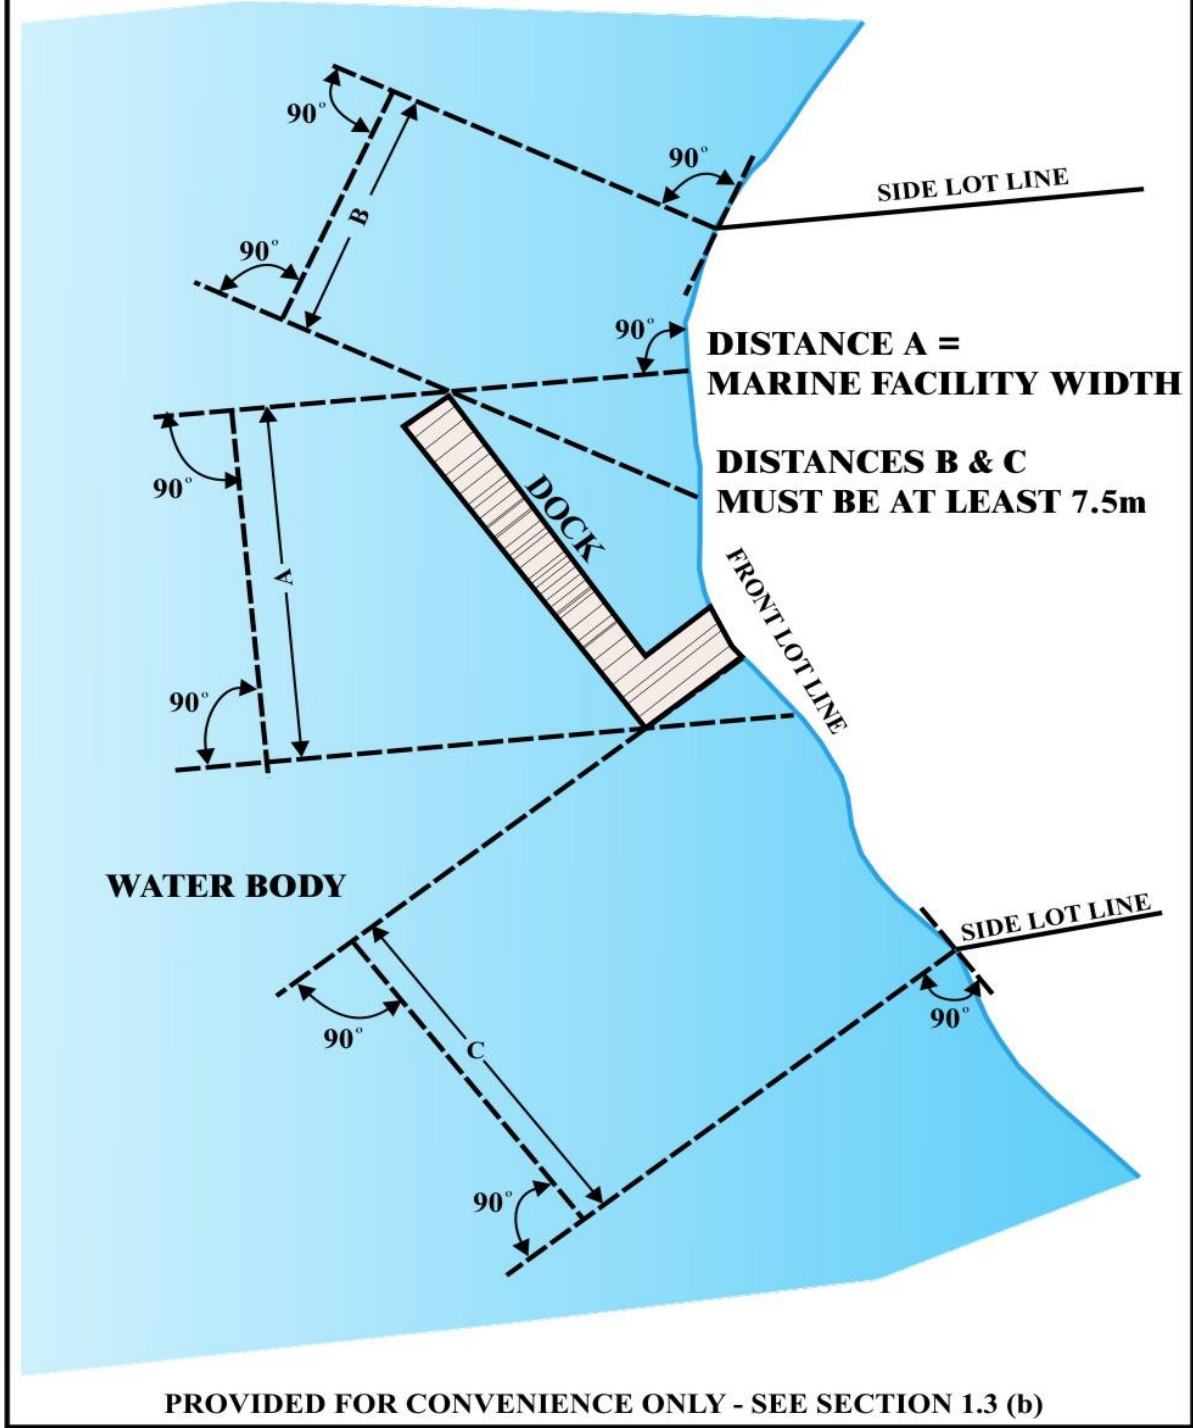 90°
90°
SIDE LOT LINE
B
90°
90°
DISTANCE A =
MARINE FACILITY WIDTH
DISTANCES B & C
MUST BE AT LEAST 7.5m
90°
DOCK
A
FRONT LOT LINE
90°
WATER BODY
SIDE LOT LINE
90°
90°
C
90°
PROVIDED FOR CONVENIENCE ONLY - SEE SECTION 1.3 (b)